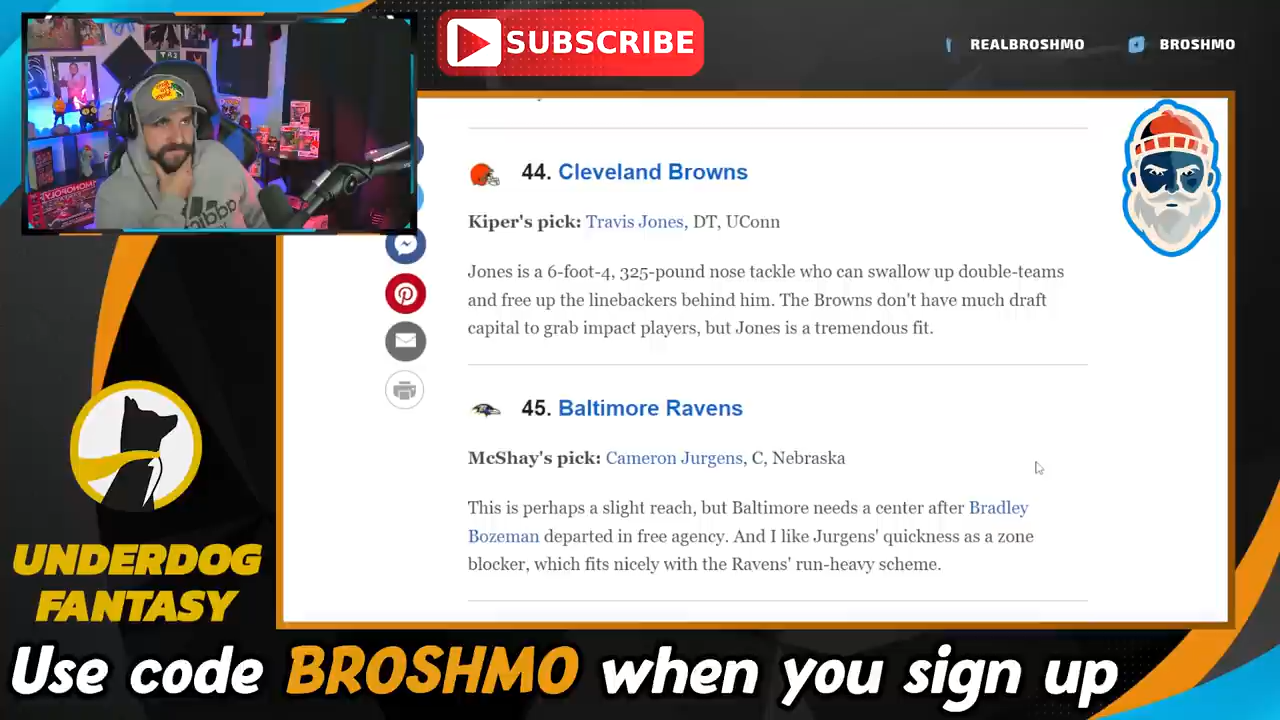 SUBSCRIBE
REALBROSHMO
BROSHMO
44. Cleveland Browns
Kiper's pick: Travis Jones, DT, UConn
Jones is a 6-foot-4, 325-pound nose tackle who can swallow up double-teams
and free up the linebackers behind him. The Browns don't have much draft
capital to grab impact players, but Jones is a tremendous fit.
45. Baltimore Ravens
McShay's pick: Cameron Jurgens, C, Nebraska
This is perhaps a slight reach, but Baltimore needs a center after Bradley
Bozeman departed in free agency. And I like Jurgens' quickness as a zone
blocker, which fits nicely with the Ravens' run-heavy scheme.
UNDERDOG
FANTASY
Use code BROSHMO when you sign up